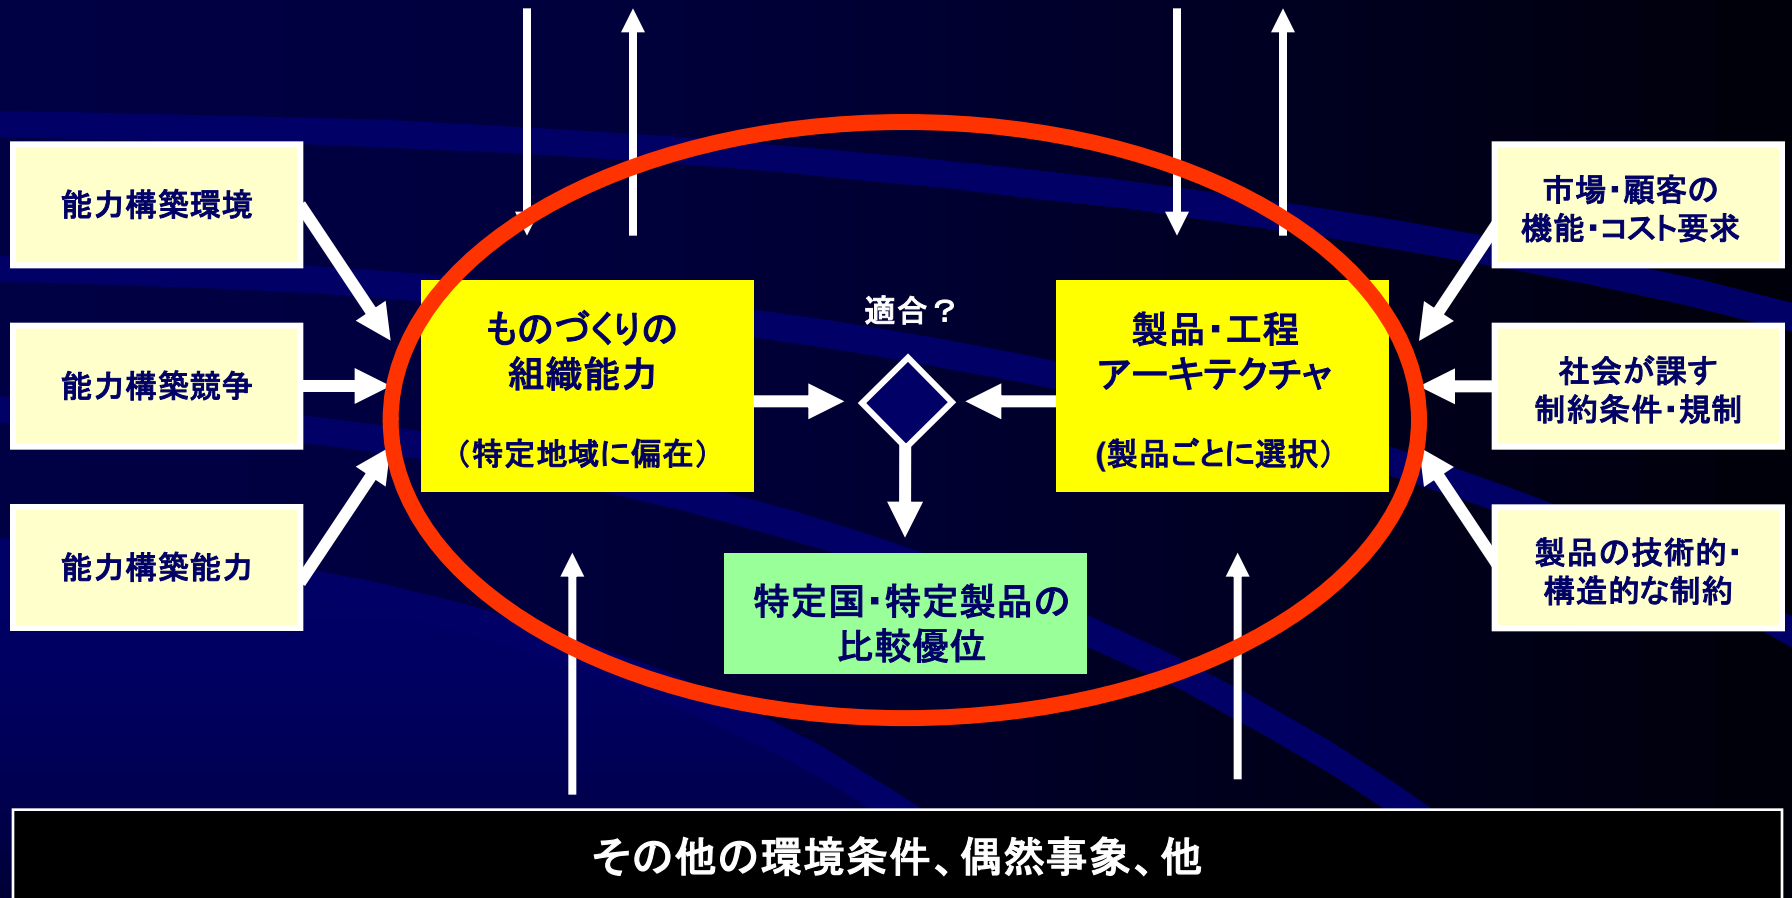 能力構築環境
能力構築競争
能力構築能力
ものづくりの
組織能力
（特定地域に偏在）
適合？
製品・工程
アーキテクチャ
(製品ごとに選択）
特定国・特定製品の
比較優位
市場・顧客の
機能・コスト要求
社会が課す
制約条件・規制
製品の技術的・
構造的な制約
その他の環境条件、偶然事象、他